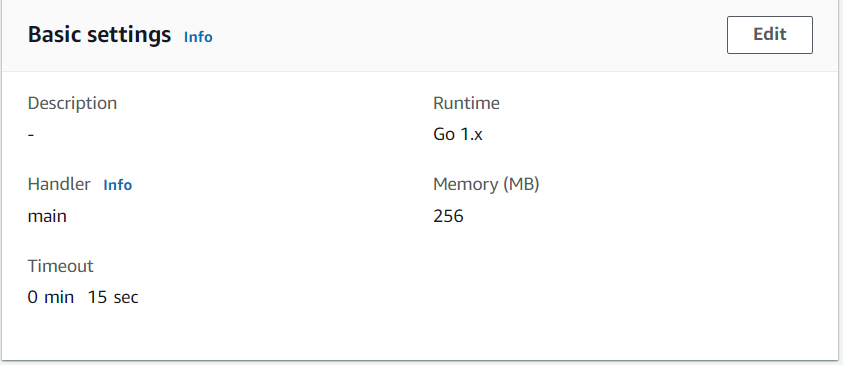 Basic settings Info Edit
Description Runtime
- Go 1.x
Handler Info Memory (MB)
main 256
Timeout
0 min 15 sec